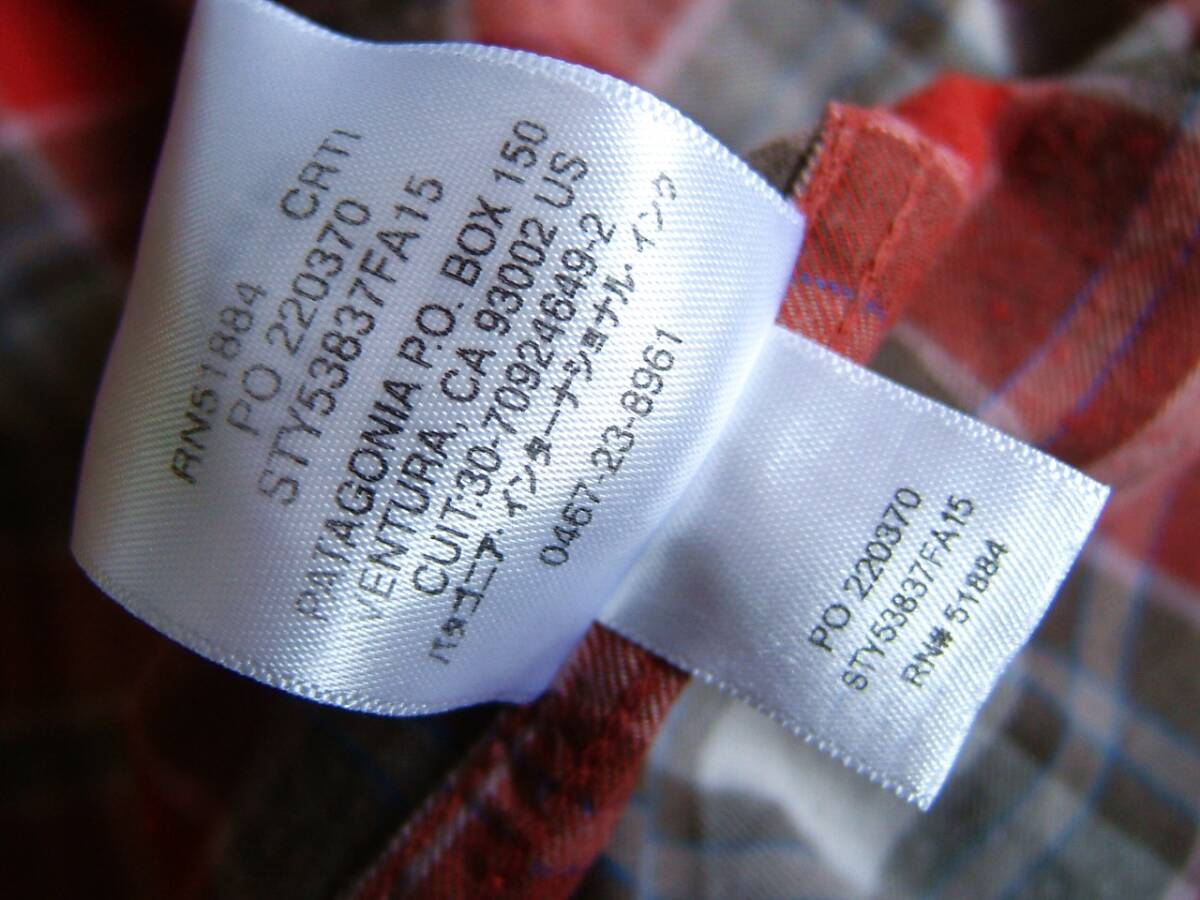 RN51884 CRTI
PO 220370
STY53837FA15
PATAGONIA P.O. BOX 150
VENTURA, CA 93002 US
CUIT:30-70924649-2
パタゴニア.インターナショナル.インク
0467-23-8961
PO 220370
STY53837FA15
RN# 51884